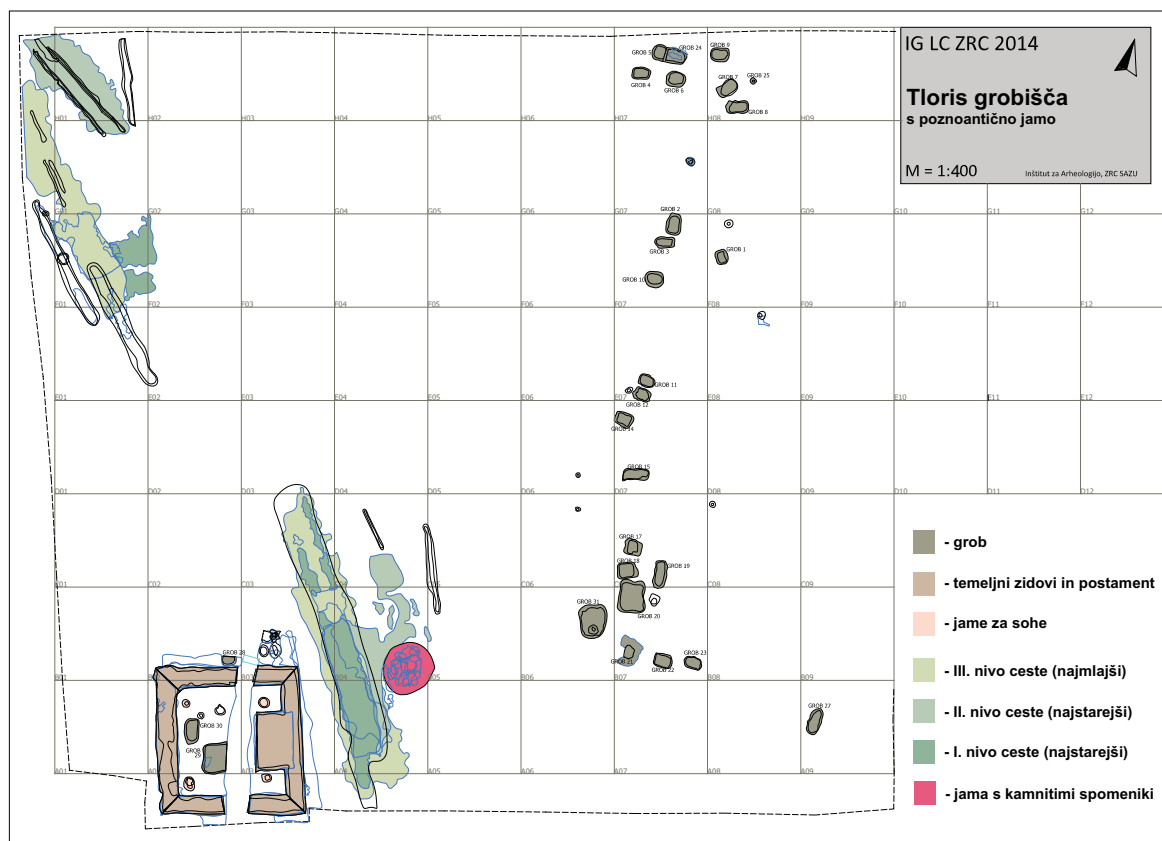 IG LC ZRC 2014
Tloris grobišča
s poznoantično jamo
M = 1:400
Inštitut za Arheologijo, ZRC SAZU
GROB 5
GROB 24
GROB 9
GROB 4
GROB 6
GROB 7
GROB 25
GROB 8
H01
H02
H03
H04
H05
H06
H07
H08
GROB 2
GROB 3
GROB 1
GROB 10
G01
G02
G03
G04
G05
G06
G07
G08
G09
G10
G11
G12
F01
F02
F03
F04
F05
F06
F07
F08
F09
F10
F11
F12
GROB 11
GROB 12
GROB 14
E01
E02
E03
E04
E05
E06
E07
E08
E09
E10
E11
E12
GROB 15
D01
D02
D03
D04
D05
D06
D07
D08
D09
D10
D11
D12
GROB 17
GROB 18
GROB 19
C01
C02
C03
C04
C05
C06
C08
C09
GROB 31
GROB 20
GROB 21
GROB 22
GROB 23
GROB 28
B01
B03
B05
B06
B07
B08
B09
GROB 27
GROB 30
GROB
29
A01
A02
A03
A04
A05
A06
A07
A08
A09
- grob
- temeljni zidovi in postament
- jame za sohe
- III. nivo ceste (najmlajši)
- II. nivo ceste (najstarejši)
- I. nivo ceste (najstarejši)
- jama s kamnitimi spomeniki